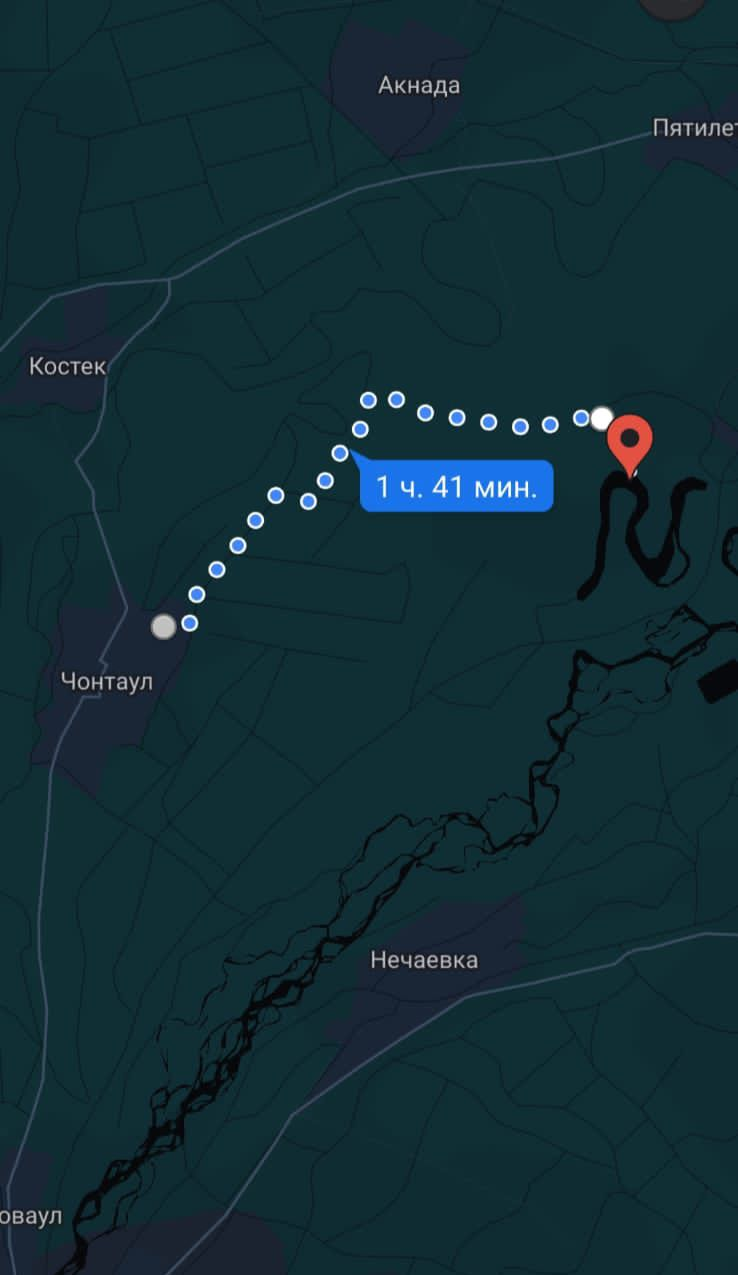 Акнада
Пятилет
Костек
1 ч. 41 мин.
Чонтаул
Нечаевка
оваул